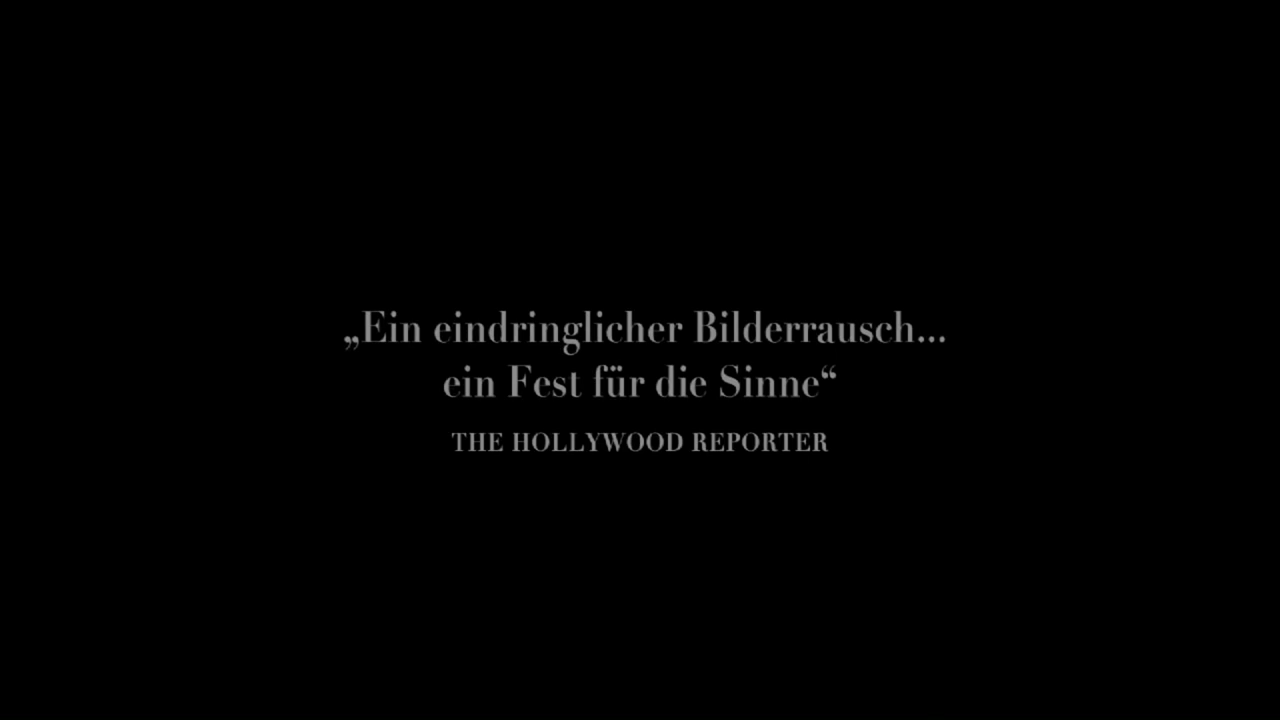 „Ein eindringlicher Bilderrausch...
ein Fest für die Sinne“
THE HOLLYWOOD REPORTER